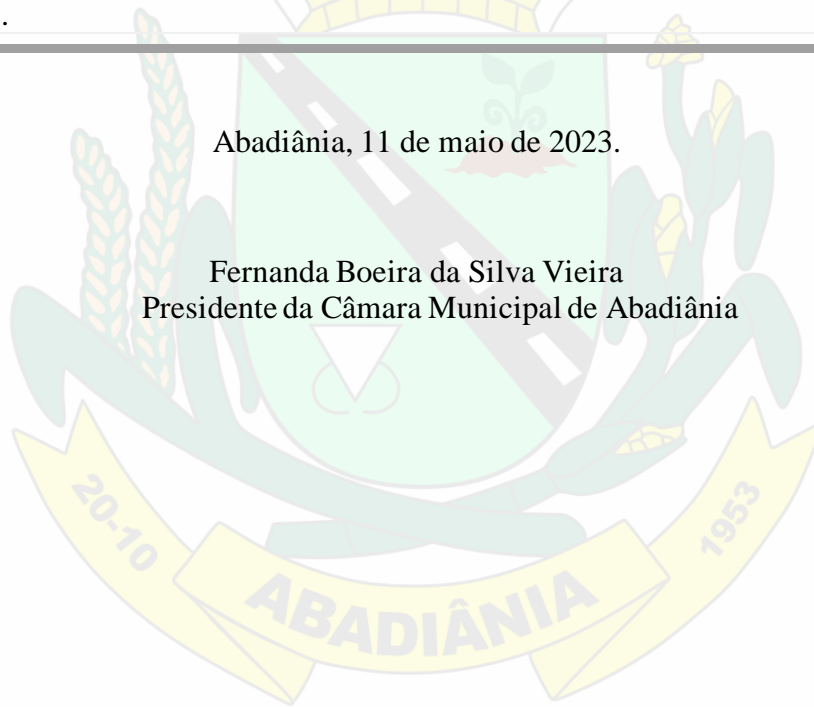 .
Abadiânia, 11 de maio de 2023.
Fernanda Boeira da Silva Vieira
Presidente da Câmara Municipal de Abadiânia
20-10
ABADIÂNIA
1953